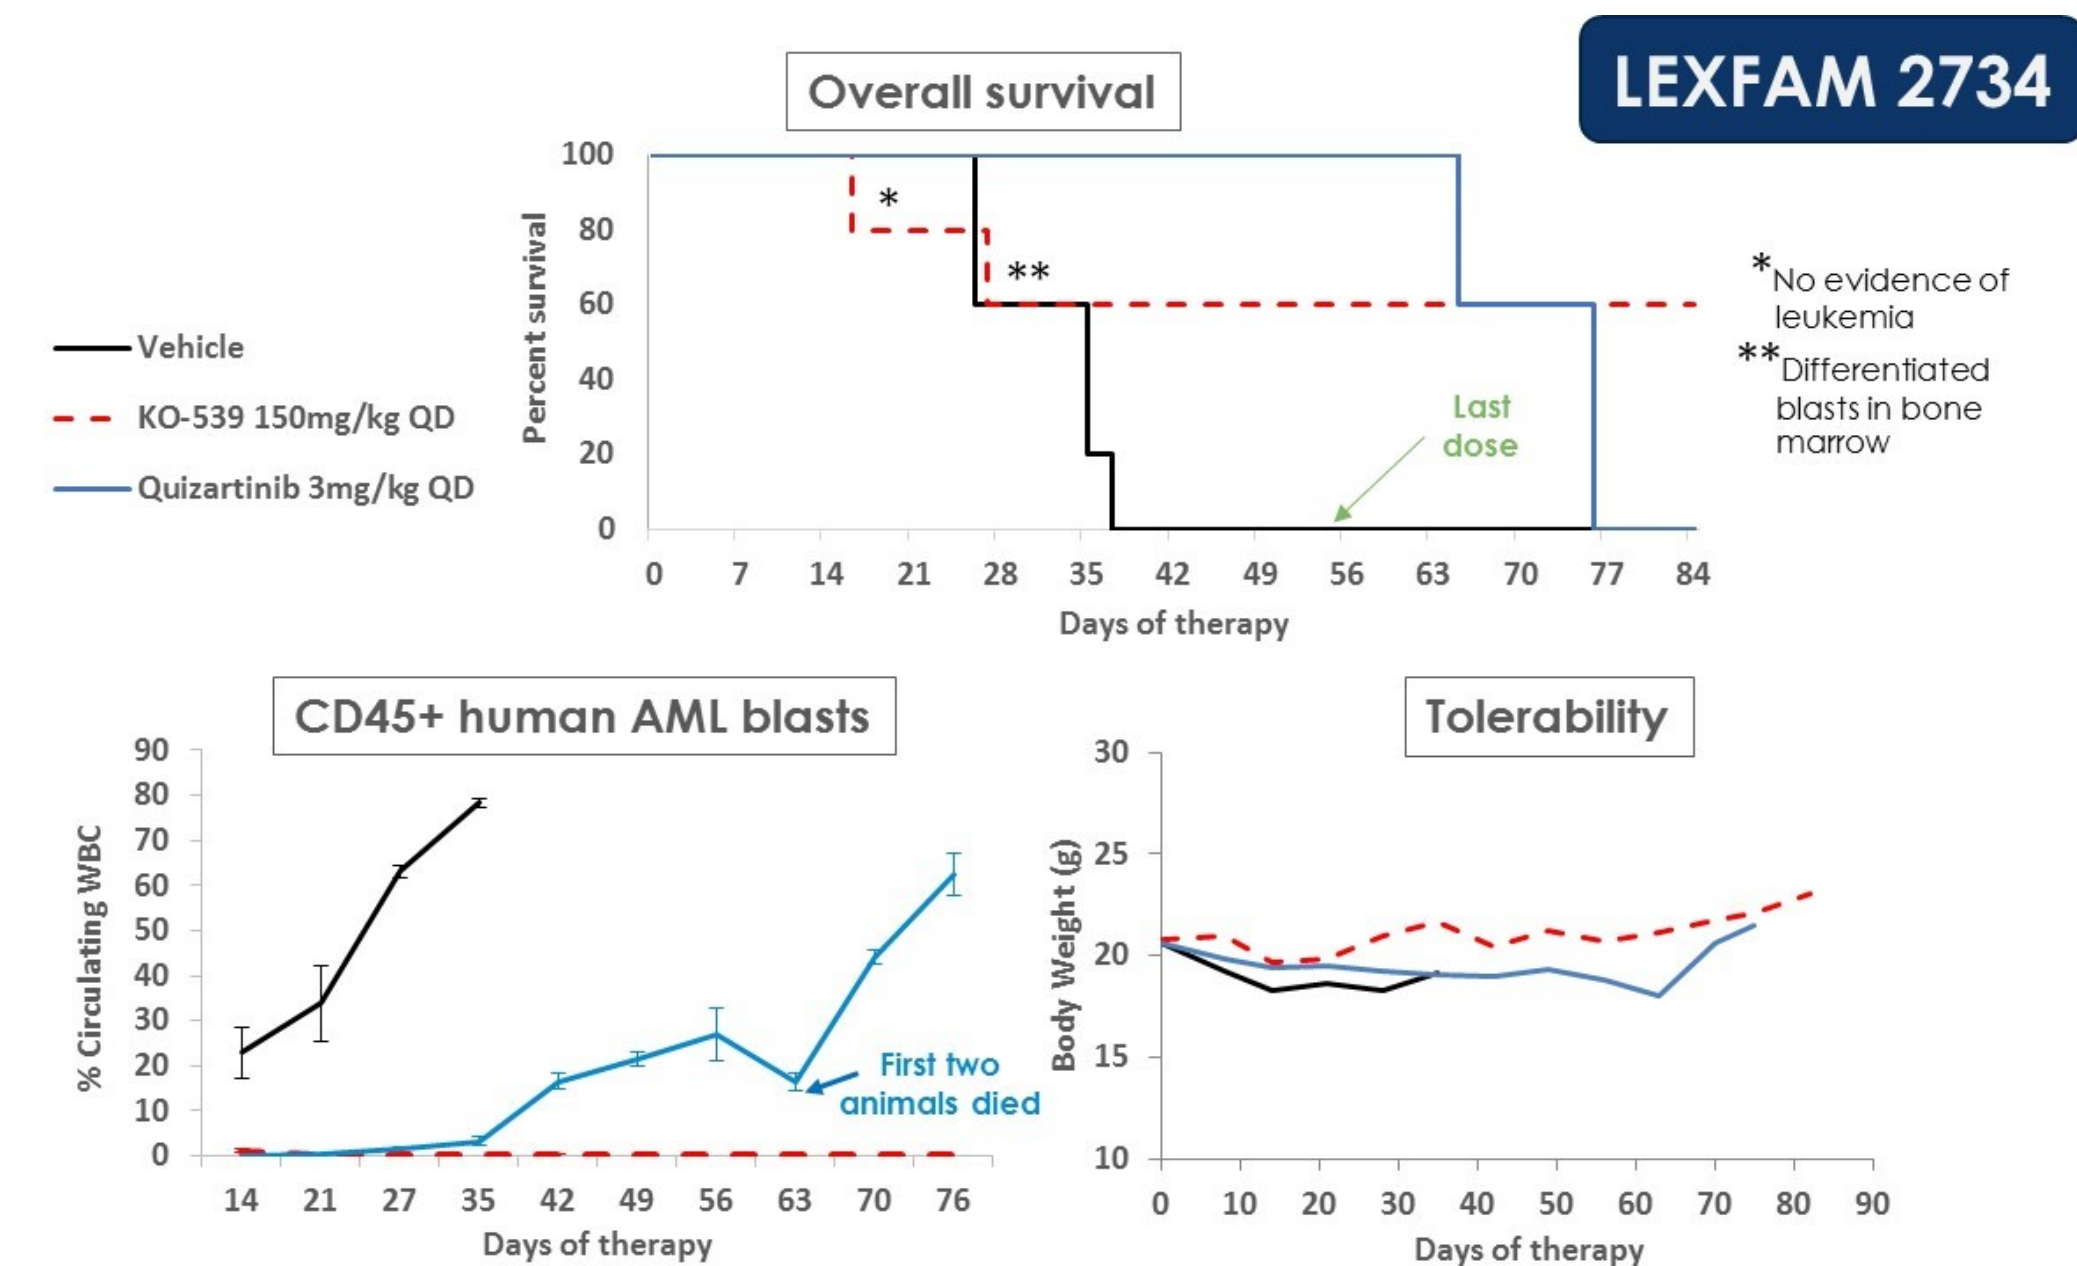 LEXFAM 2734
Overall survival
Vehicle
KO-539 150mg/kg QD
Quizartinib 3mg/kg QD
Percent survival
100
80
60
40
20
0
*
**
Last
dose
0 7 14 21 28 35 42 49 56 63 70 77 84
Days of therapy
*No evidence of
leukemia
**Differentiated
blasts in bone
marrow
CD45+ human AML blasts
% Circulating WBC
90
80
70
60
50
40
30
20
10
0
First two
animals died
14 21 27 35 42 49 56 63 70 76
Days of therapy
Tolerability
Body Weight (g)
30
25
20
15
10
0 10 20 30 40 50 60 70 80 90
Days of therapy